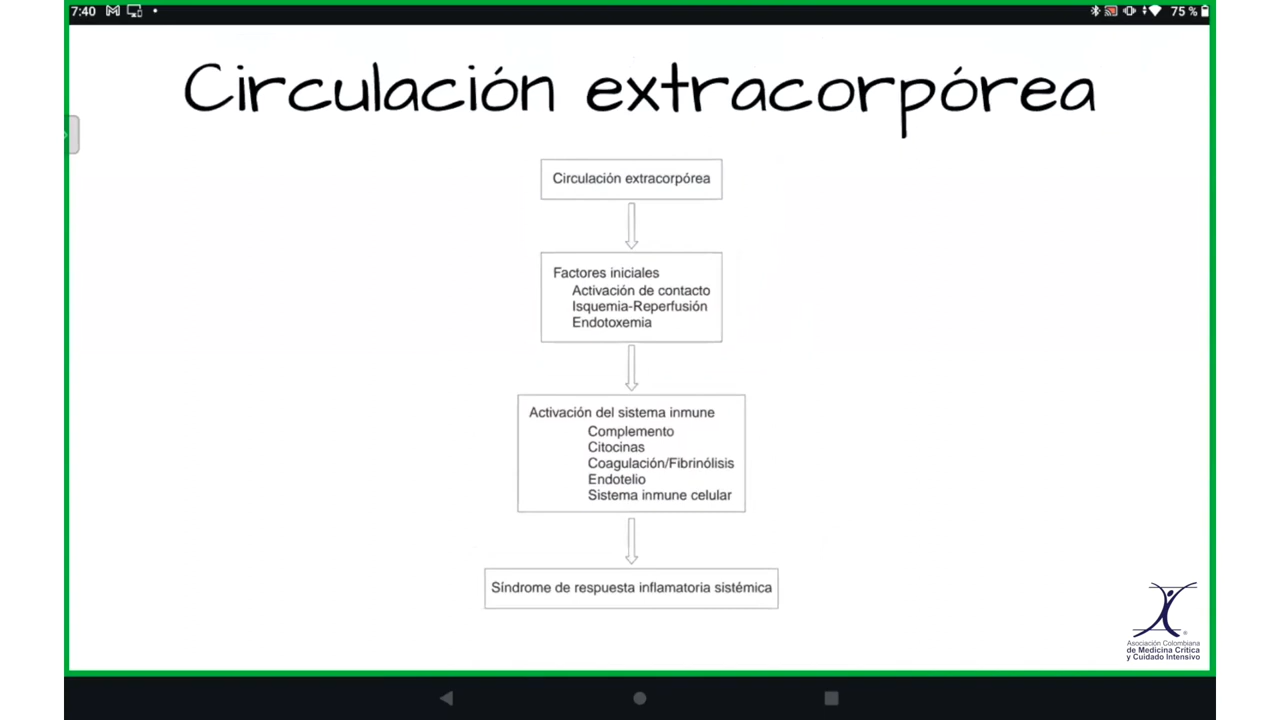 7:40
75 %
Circulación extracorpórea
Circulación extracorpórea
Factores iniciales
Activación de contacto
Isquemia-Reperfusión
Endotoxemia
Activación del sistema inmune
Complemento
Citocinas
Coagulación/Fibrinólisis
Endotelio
Sistema inmune celular
Síndrome de respuesta inflamatoria sistémica
Asociación Colombiana
de Medicina Crítica
y Cuidado Intensivo